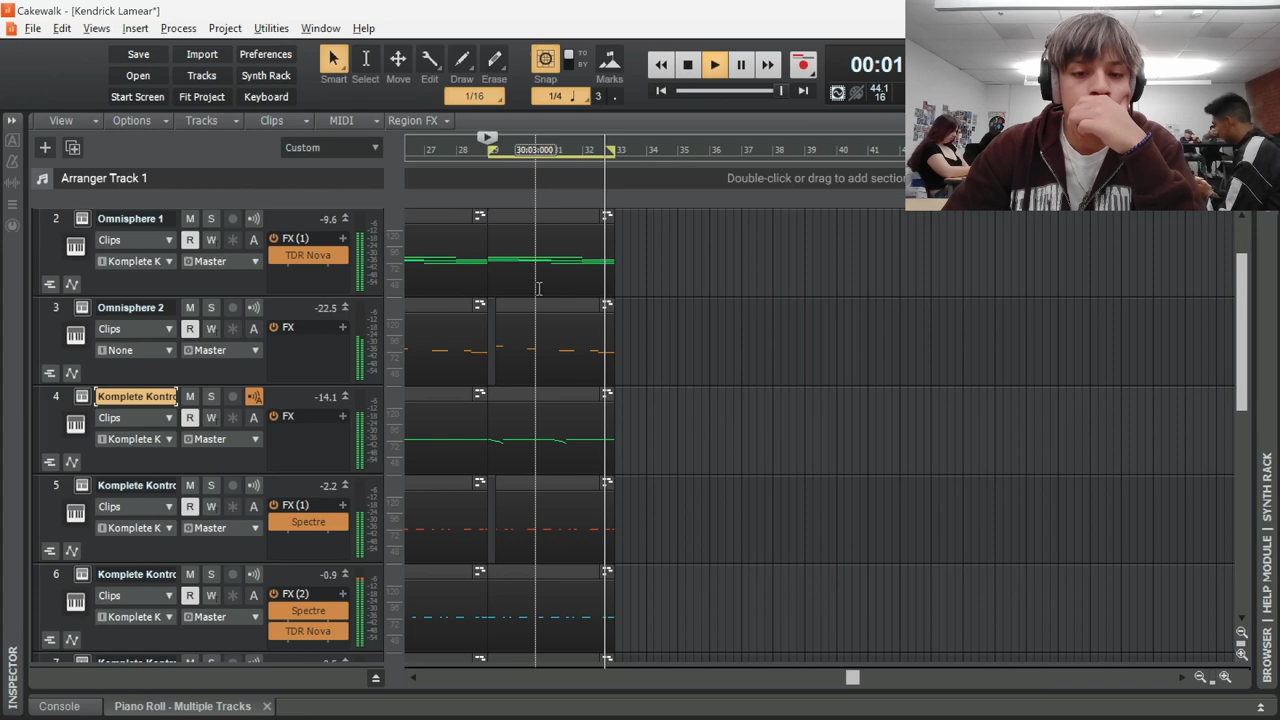 Cakewalk - [Kendrick Lamear*]
File Edit Views Insert Process Project Utilities Window Help
Save Import Preferences
Open Tracks Synth Rack
Start Screen Fit Project Keyboard
Smart Select Move Edit Draw Erase Snap TO BY Marks
1/16 1/4 3 .
00:01
44.1
16
View Options Tracks Clips MIDI Region FX
Custom
27 28 29 30:03:000 31 32 33 34 35 36 37 38 39 40 41 42
Arranger Track 1
Double-click or drag to add section
2 Omnisphere 1 M S -9.6
Clips R W A FX (1)
Komplete K Master TDR Nova
3 Omnisphere 2 M S -22.5
Clips R W A FX
None Master
4 Komplete Kontro M S -14.1
Clips R W A FX
Komplete K Master
5 Komplete Kontro M S -2.2
Clips R W A FX (1)
Komplete K Master Spectre
6 Komplete Kontro M S -0.9
Clips R W A FX (2)
Komplete K Master Spectre
TDR Nova
INSPECTOR
BROWSER | HELP MODULE | SYNTH RACK
Console Piano Roll - Multiple Tracks